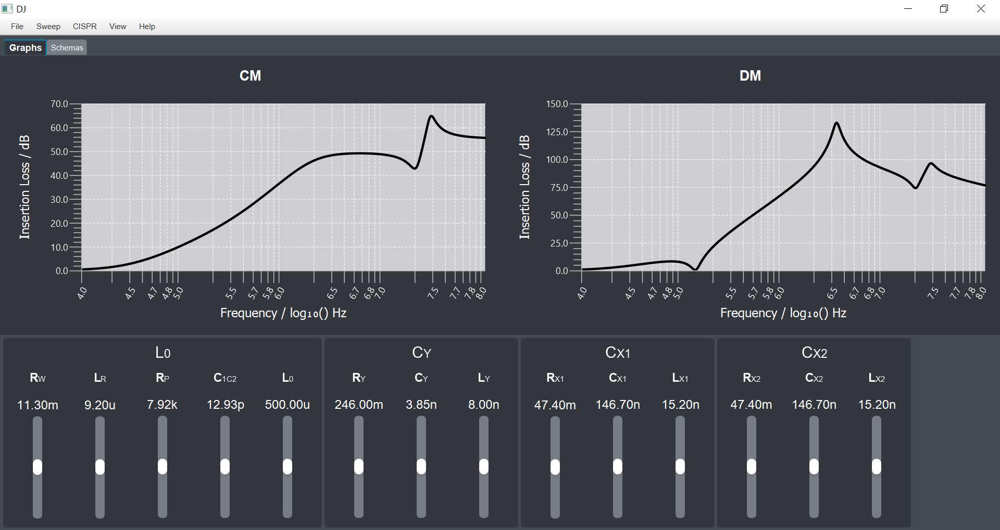 DJ
File Sweep CISPR View Help
Graphs Schemas
CM
Insertion Loss / dB
70.0
60.0
50.0
40.0
30.0
20.0
10.0
0.0
4.0 4.5 4.7 4.8 5.0 5.5 5.7 5.8 6.0 6.5 6.7 6.8 7.0 7.5 7.7 7.8 8.0
Frequency / log₁₀() Hz
DM
Insertion Loss / dB
150.0
125.0
100.0
75.0
50.0
25.0
0.0
4.0 4.5 4.7 4.8 5.0 5.5 5.7 5.8 6.0 6.5 6.7 6.8 7.0 7.5 7.7 7.8 8.0
Frequency / log₁₀() Hz
L0
RW LR RP C1C2 L0
11.30m 9.20u 7.92k 12.93p 500.00u
CY
RY CY LY
246.00m 3.85n 8.00n
CX1
RX1 CX1 LX1
47.40m 146.70n 15.20n
CX2
RX2 CX2 LX2
47.40m 146.70n 15.20n